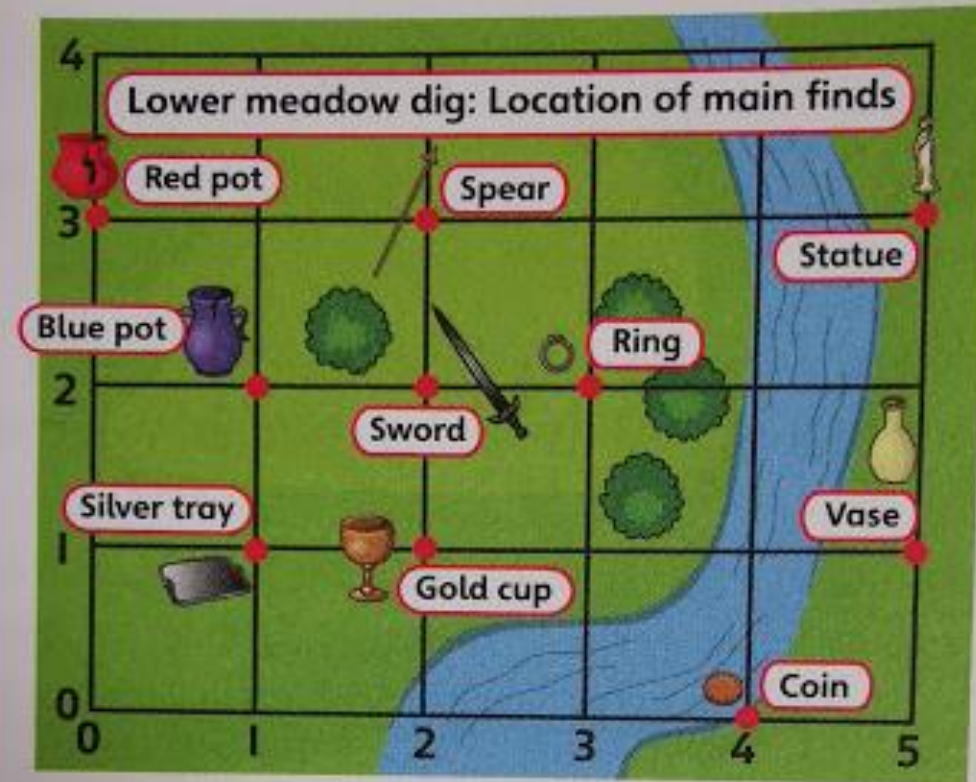 4
Lower meadow dig: Location of main finds
Red pot
Spear
3
Statue
Blue pot
Ring
2
Sword
Silver tray
Vase
1
Gold cup
Coin
0
0 1 2 3 4 5